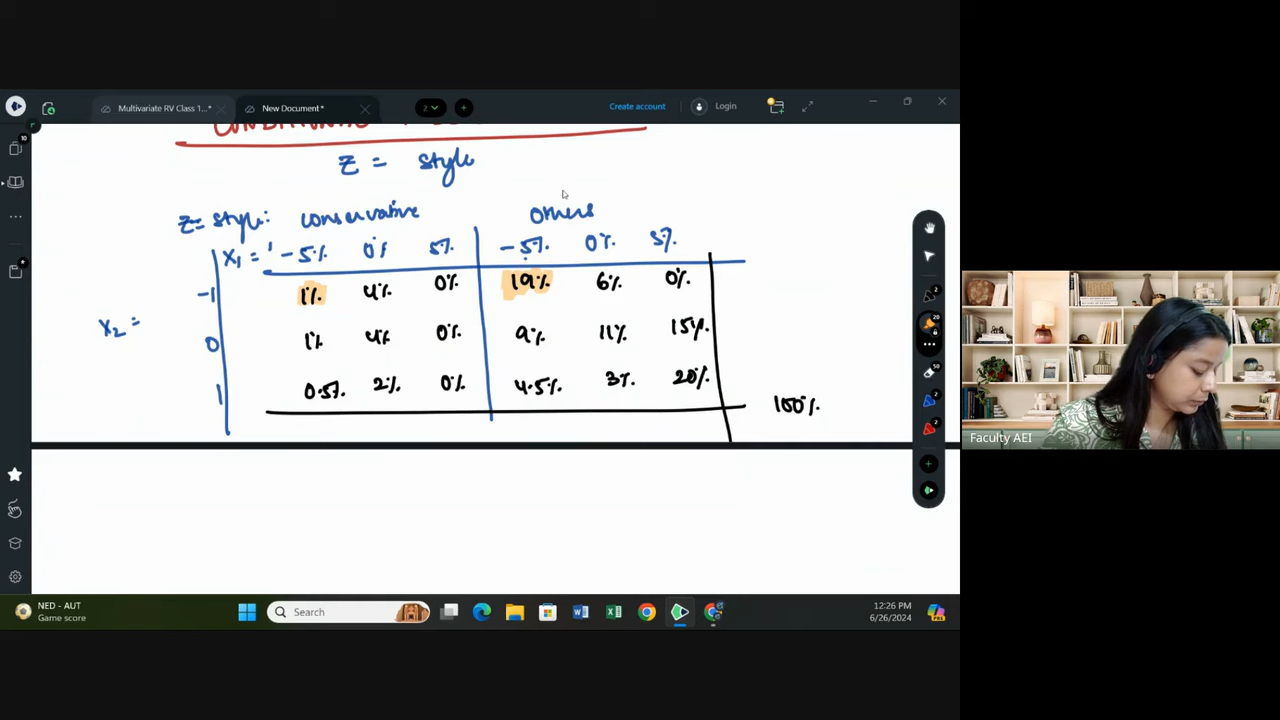 Multivariate RV Class 1...*
New Document*
2
Create account
Login
Z = style
Z = style: conservative others
X₁ = -5% 0% 5% -5% 0% 5%
-1 1% 4% 0% 19% 6% 0%
X₂ =
0 1% 4% 0% 9% 11% 15%
1 0.5% 2% 0% 4.5% 3% 20%
100%
Faculty AEI
NED - AUT
Game score
Search
12:26 PM
6/26/2024